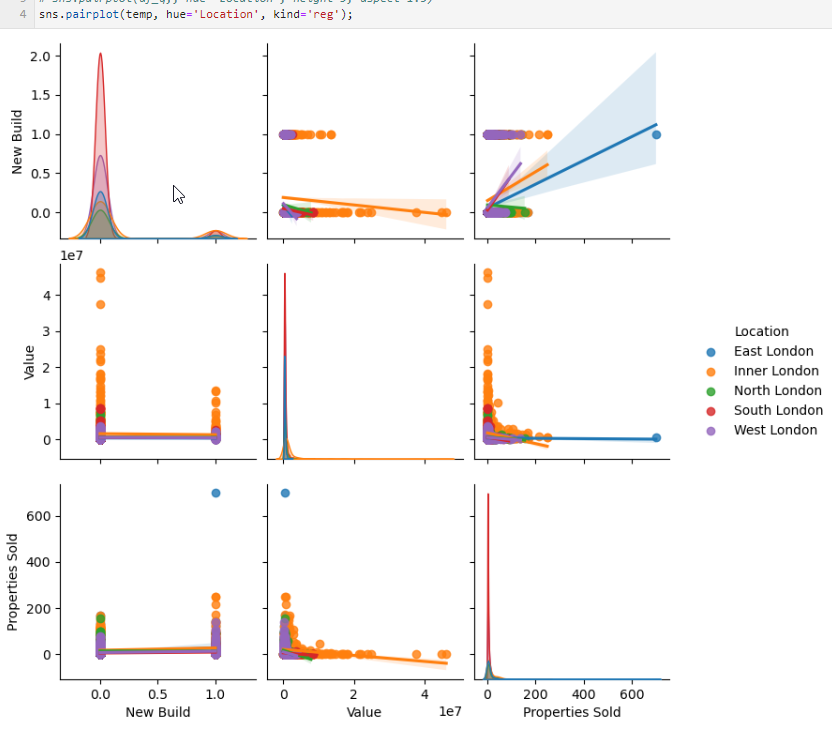 4 sns.pairplot(temp, hue='Location', kind='reg');
2.0
1.5
1.0
0.5
0.0
New Build
1e7
4
3
2
1
0
Value
Location
East London
Inner London
North London
South London
West London
600
400
200
0
Properties Sold
0.0 0.5 1.0
New Build
0 2 4
1e7
Value
0 200 400 600
Properties Sold